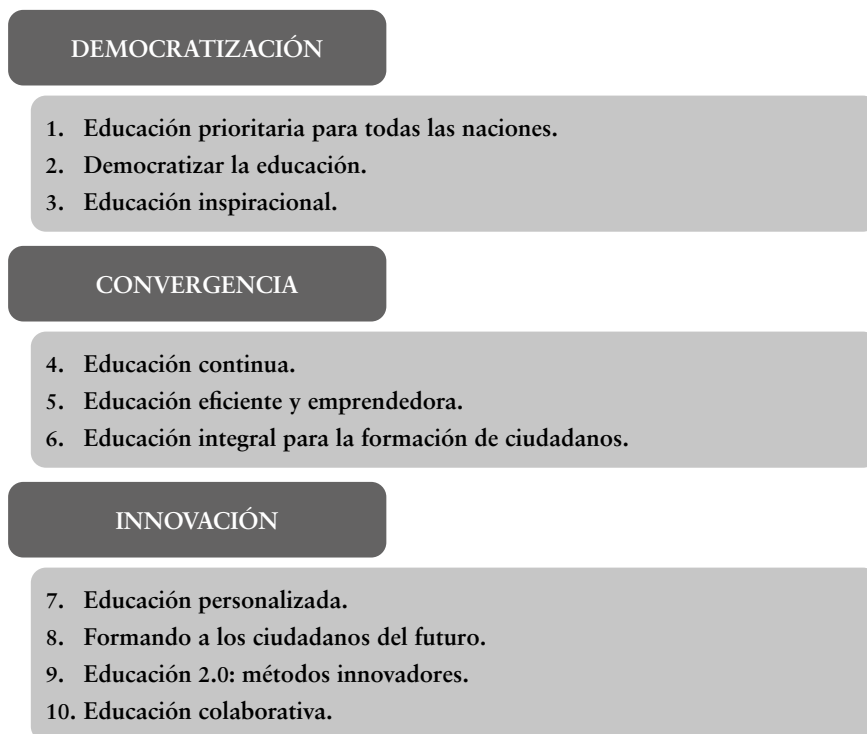 DEMOCRATIZACIÓN
1. Educación prioritaria para todas las naciones.
2. Democratizar la educación.
3. Educación inspiracional.
CONVERGENCIA
4. Educación continua.
5. Educación eficiente y emprendedora.
6. Educación integral para la formación de ciudadanos.
INNOVACIÓN
7. Educación personalizada.
8. Formando a los ciudadanos del futuro.
9. Educación 2.0: métodos innovadores.
10. Educación colaborativa.